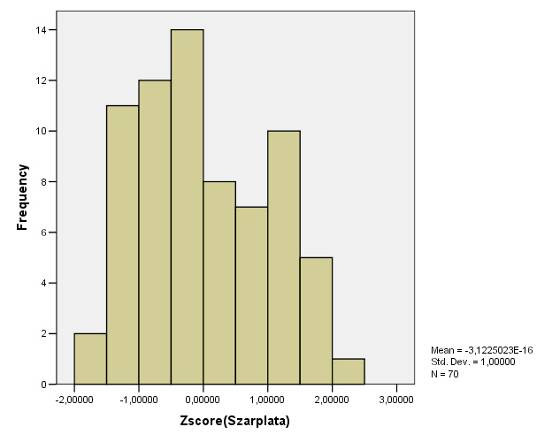 14
12
10
8
6
4
2
0
Frequency
-2,00000 -1,00000 0,00000 1,00000 2,00000 3,00000
Zscore(Szarplata)
Mean = -3,1225023E-16
Std. Dev. = 1,00000
N = 70